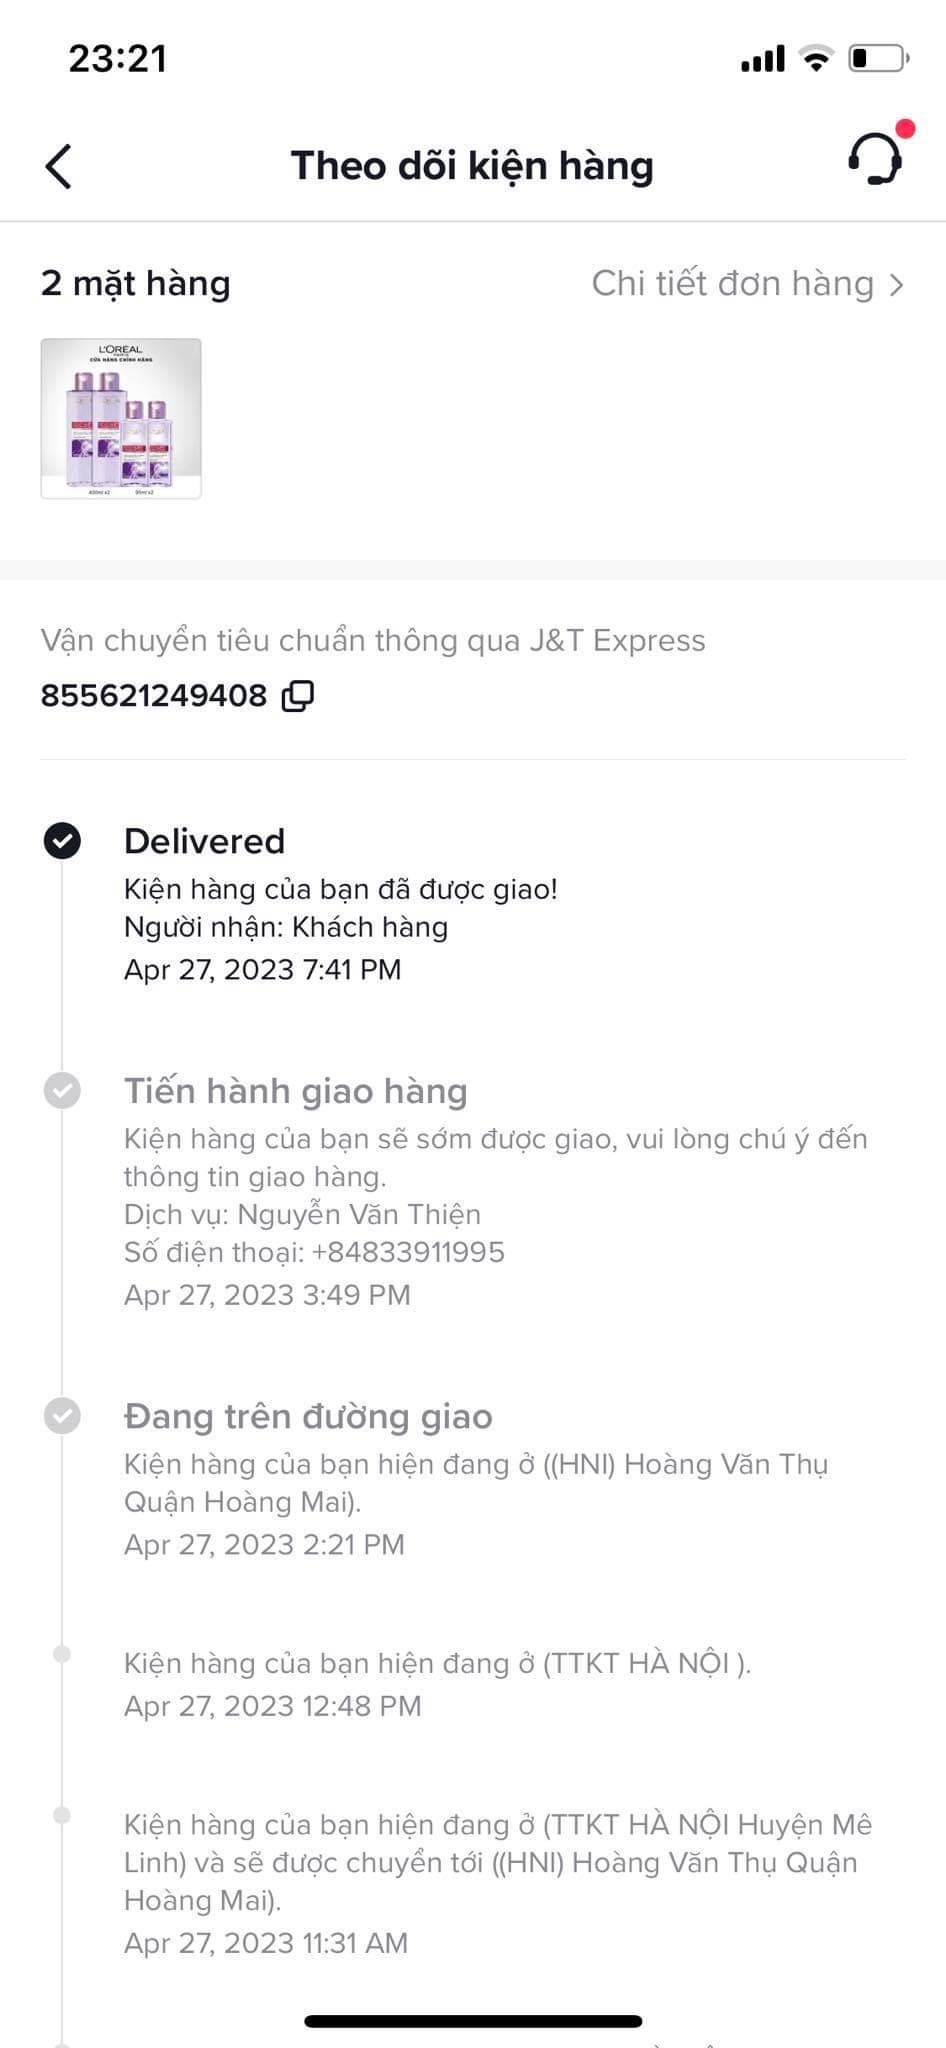 23:21
Theo dõi kiện hàng
2 mặt hàng
Chi tiết đơn hàng
L'ORÉAL
PARIS
CỬA HÀNG CHÍNH HÃNG
400ml x2
95ml x2
Vận chuyển tiêu chuẩn thông qua J&T Express
855621249408
Delivered
Kiện hàng của bạn đã được giao!
Người nhận: Khách hàng
Apr 27, 2023 7:41 PM
Tiến hành giao hàng
Kiện hàng của bạn sẽ sớm được giao, vui lòng chú ý đến
thông tin giao hàng.
Dịch vụ: Nguyễn Văn Thiện
Số điện thoại: +84833911995
Apr 27, 2023 3:49 PM
Đang trên đường giao
Kiện hàng của bạn hiện đang ở ((HNI) Hoàng Văn Thụ
Quận Hoàng Mai).
Apr 27, 2023 2:21 PM
Kiện hàng của bạn hiện đang ở (TTKT HÀ NỘI ).
Apr 27, 2023 12:48 PM
Kiện hàng của bạn hiện đang ở (TTKT HÀ NỘI Huyện Mê
Linh) và sẽ được chuyển tới ((HNI) Hoàng Văn Thụ Quận
Hoàng Mai).
Apr 27, 2023 11:31 AM